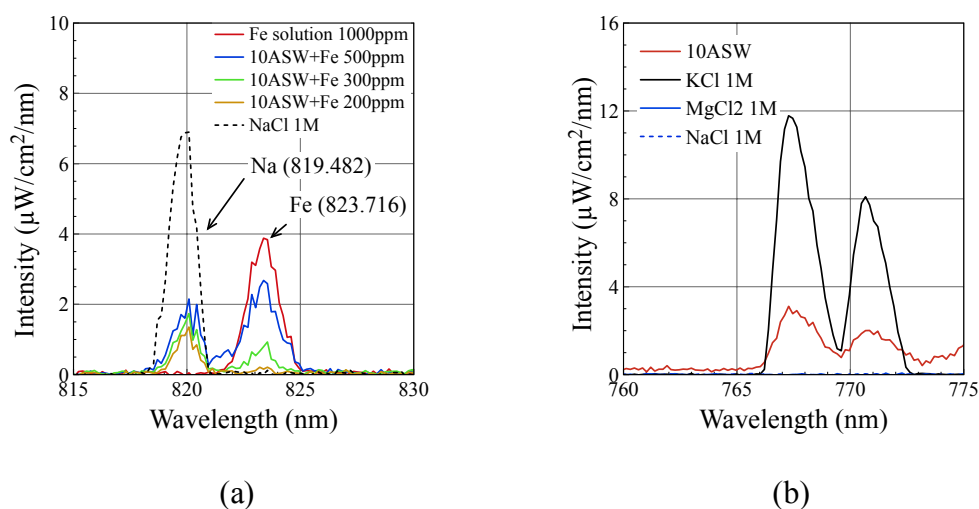 10
8
6
4
2
0
Intensity (µW/cm²/nm)
Fe solution 1000ppm
10ASW+Fe 500ppm
10ASW+Fe 300ppm
10ASW+Fe 200ppm
NaCl 1M
Na (819.482)
Fe (823.716)
815 820 825 830
Wavelength (nm)
(a)
16
12
8
4
0
Intensity (µW/cm²/nm)
10ASW
KCl 1M
MgCl2 1M
NaCl 1M
760 765 770 775
Wavelength (nm)
(b)